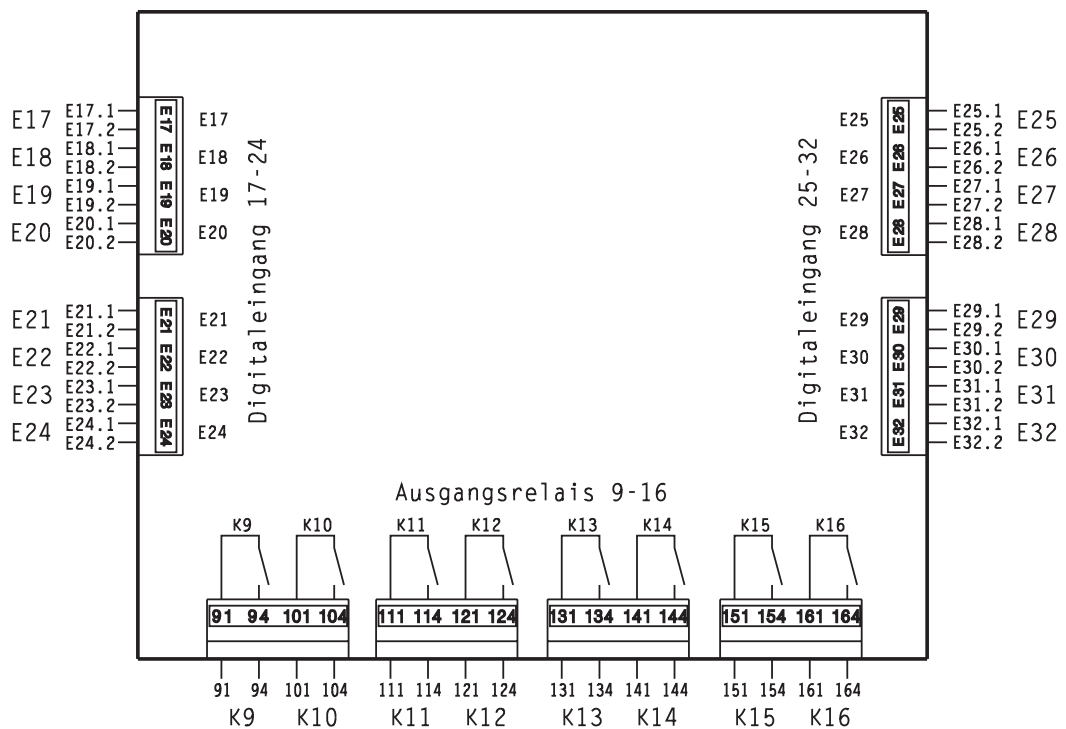 E17 E17.1 E17 E17
E17.2
E18 E18.1 E18 E18
E18.2
E19 E19.1 E19 E19
E19.2
E20 E20.1 E20 E20
E20.2
Digitaleingang 17-24
E21 E21.1 E21 E21
E21.2
E22 E22.1 E22 E22
E22.2
E23 E23.1 E23 E23
E23.2
E24 E24.1 E24 E24
E24.2
E25 E25 E25.1 E25
E25.2
E26 E26 E26.1 E26
E26.2
E27 E27 E27.1 E27
E27.2
E28 E28 E28.1 E28
E28.2
Digitaleingang 25-32
E29 E29 E29.1 E29
E29.2
E30 E30 E30.1 E30
E30.2
E31 E31 E31.1 E31
E31.2
E32 E32 E32.1 E32
E32.2
Ausgangsrelais 9-16
K9 K10 K11 K12 K13 K14 K15 K16
91 94 101 104 111 114 121 124 131 134 141 144 151 154 161 164
91 94 101 104 111 114 121 124 131 134 141 144 151 154 161 164
K9 K10 K11 K12 K13 K14 K15 K16